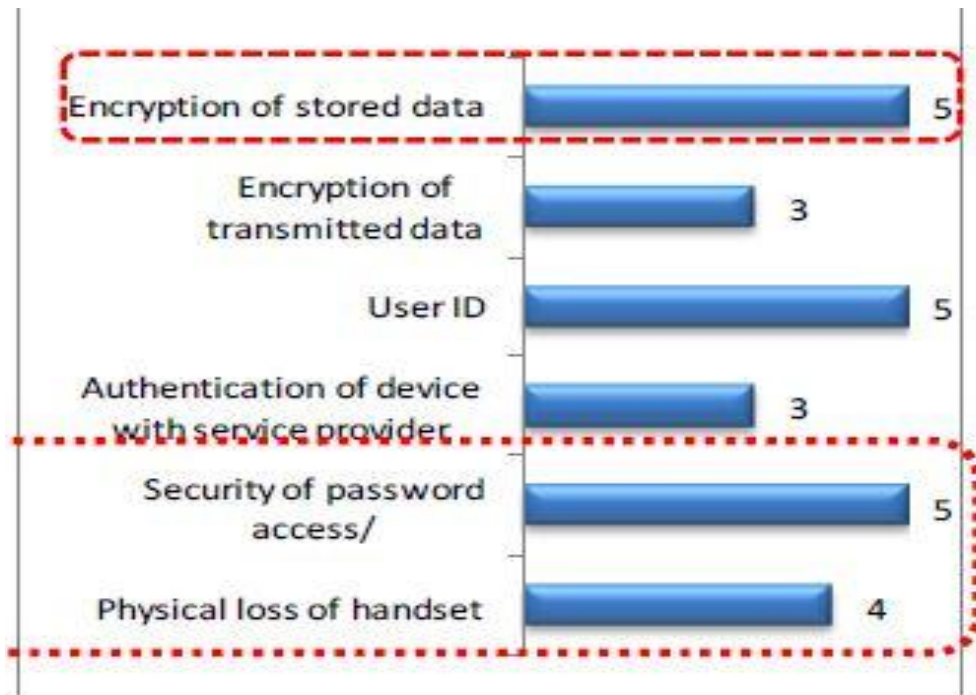 Encryption of stored data 5
Encryption of
transmitted data
3
User ID 5
Authentication of device
with service provider
3
Security of password
access/
5
Physical loss of handset 4